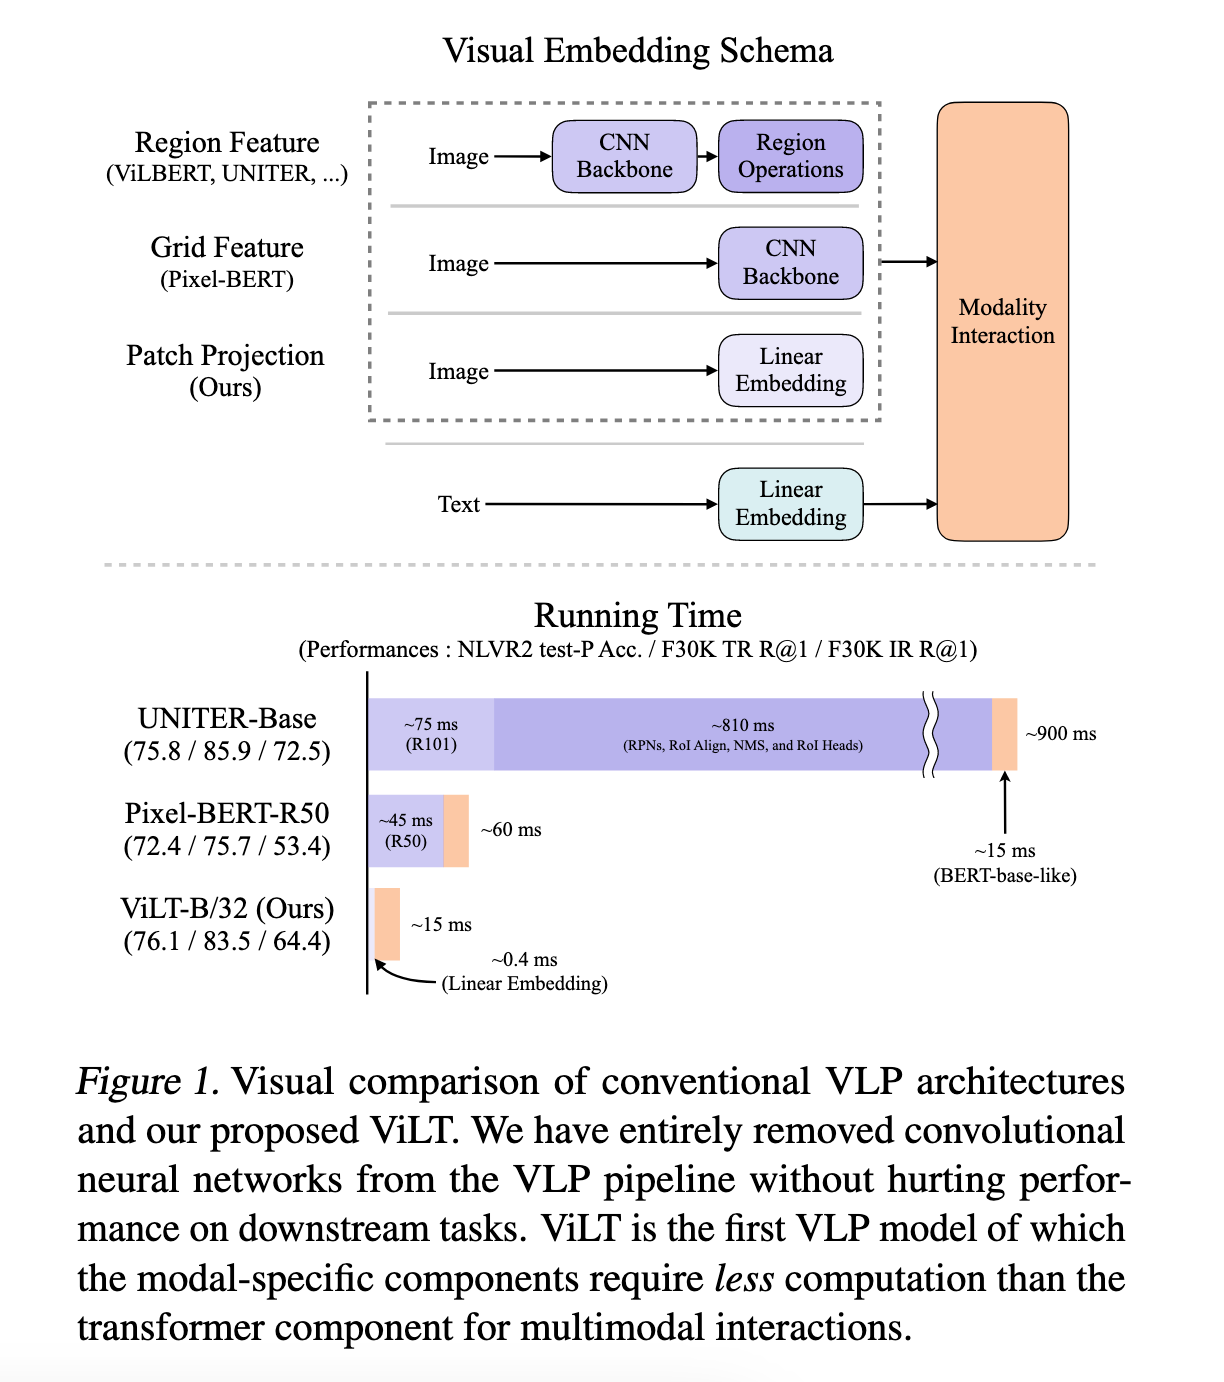 Visual Embedding Schema
Region Feature
(ViLBERT, UNITER, ...)
Image
CNN
Backbone
Region
Operations
Grid Feature
(Pixel-BERT)
Image
CNN
Backbone
Patch Projection
(Ours)
Image
Linear
Embedding
Text
Linear
Embedding
Modality
Interaction
Running Time
(Performances : NLVR2 test-P Acc. / F30K TR R@1 / F30K IR R@1)
UNITER-Base
(75.8 / 85.9 / 72.5)
~75 ms
(R101)
~810 ms
(RPNs, RoI Align, NMS, and RoI Heads)
~900 ms
~15 ms
(BERT-base-like)
Pixel-BERT-R50
(72.4 / 75.7 / 53.4)
~45 ms
(R50)
~60 ms
ViLT-B/32 (Ours)
(76.1 / 83.5 / 64.4)
~15 ms
~0.4 ms
(Linear Embedding)
Figure 1. Visual comparison of conventional VLP architectures
and our proposed ViLT. We have entirely removed convolutional
neural networks from the VLP pipeline without hurting perfor-
mance on downstream tasks. ViLT is the first VLP model of which
the modal-specific components require less computation than the
transformer component for multimodal interactions.